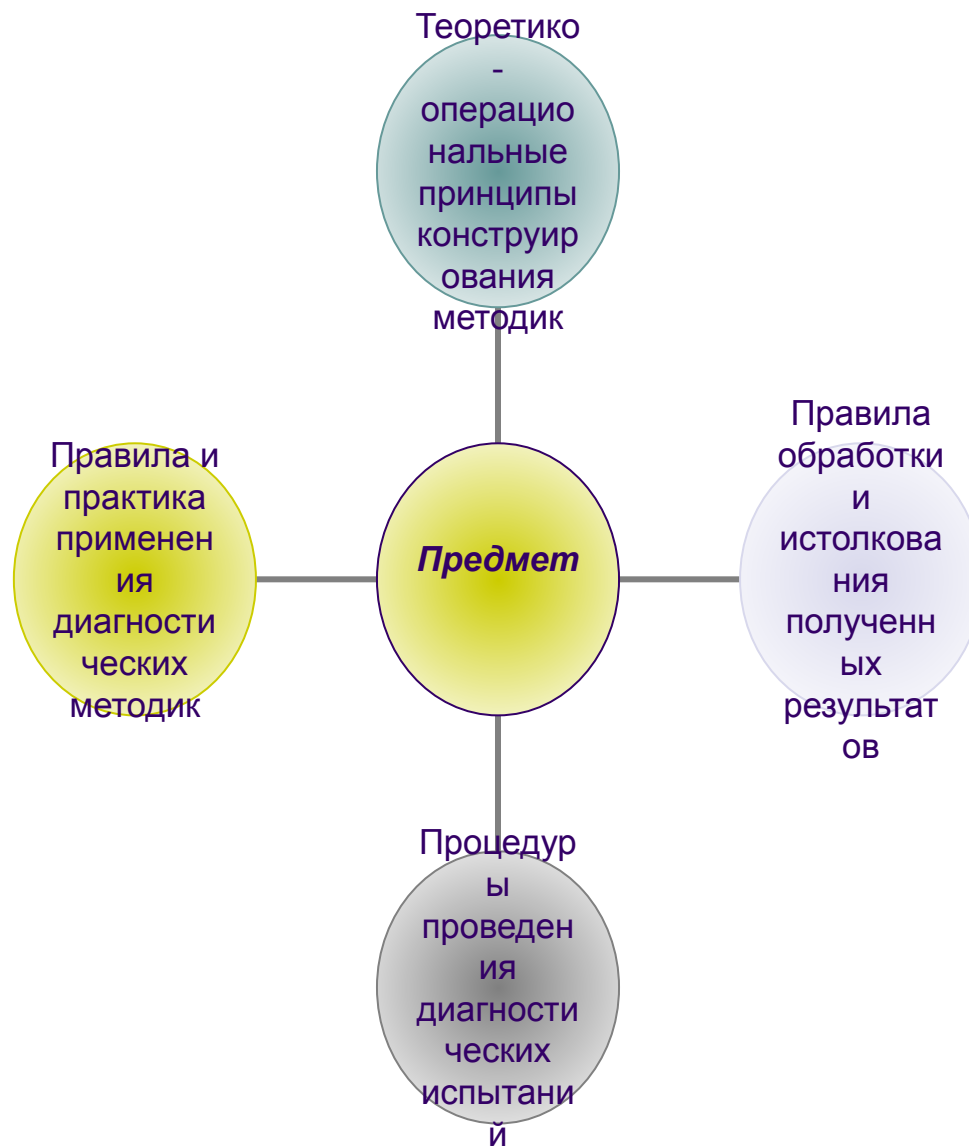 Теоретико
-
операцио
нальные
принципы
конструир
ования
методик
Правила и
практика
применен
ия
диагности
ческих
методик
Предмет
Правила
обработки
и
истолкова
ния
полученн
ых
результат
ов
Процедур
ы
проведен
ия
диагности
ческих
испытани
й